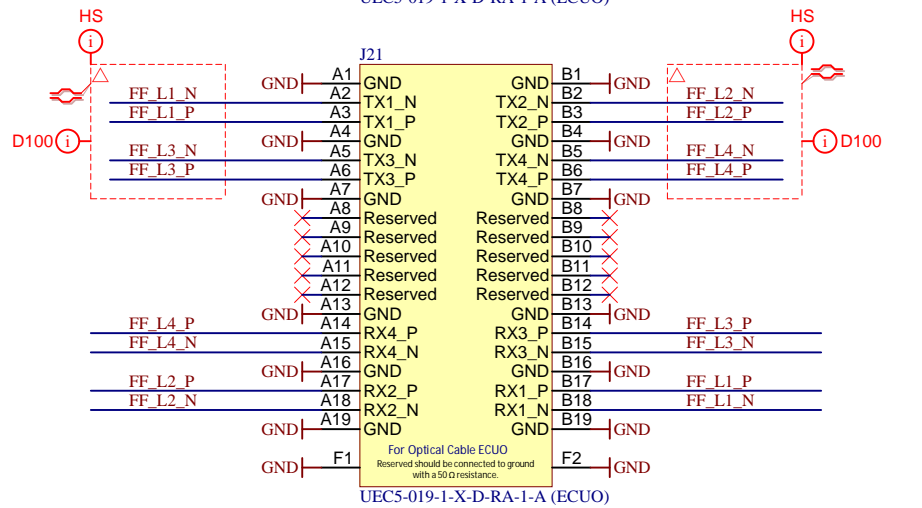 UEC5-019-1-X-D-RA-1-A (ECUO)
HS
HS
i
i
J21
GND A1 GND GND B1 GND
FF_L1_N A2 TX1_N TX2_N B2 FF_L2_N
FF_L1_P A3 TX1_P TX2_P B3 FF_L2_P
D100 i GND A4 GND GND B4 GND i D100
FF_L3_N A5 TX3_N TX4_N B5 FF_L4_N
FF_L3_P A6 TX3_P TX4_P B6 FF_L4_P
GND A7 GND GND B7 GND
A8 Reserved Reserved B8
A9 Reserved Reserved B9
A10 Reserved Reserved B10
A11 Reserved Reserved B11
A12 Reserved Reserved B12
GND A13 GND GND B13 GND
FF_L4_P A14 RX4_P RX3_P B14 FF_L3_P
FF_L4_N A15 RX4_N RX3_N B15 FF_L3_N
GND A16 GND GND B16 GND
FF_L2_P A17 RX2_P RX1_P B17 FF_L1_P
FF_L2_N A18 RX2_N RX1_N B18 FF_L1_N
GND A19 GND GND B19 GND
For Optical Cable ECUO
GND F1 Reserved should be connected to ground F2 GND
with a 50 Ω resistance.
UEC5-019-1-X-D-RA-1-A (ECUO)